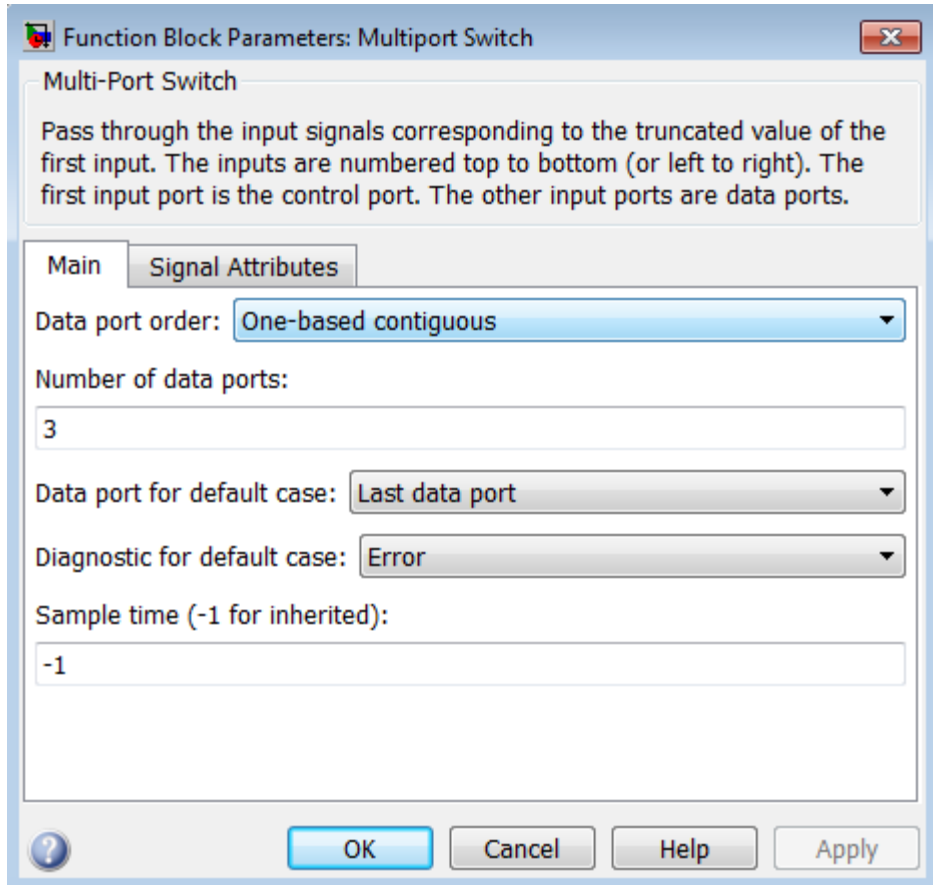 Function Block Parameters: Multiport Switch
Multi-Port Switch
Pass through the input signals corresponding to the truncated value of the
first input. The inputs are numbered top to bottom (or left to right). The
first input port is the control port. The other input ports are data ports.
Main Signal Attributes
Data port order: One-based contiguous
Number of data ports:
3
Data port for default case: Last data port
Diagnostic for default case: Error
Sample time (-1 for inherited):
-1
OK Cancel Help Apply